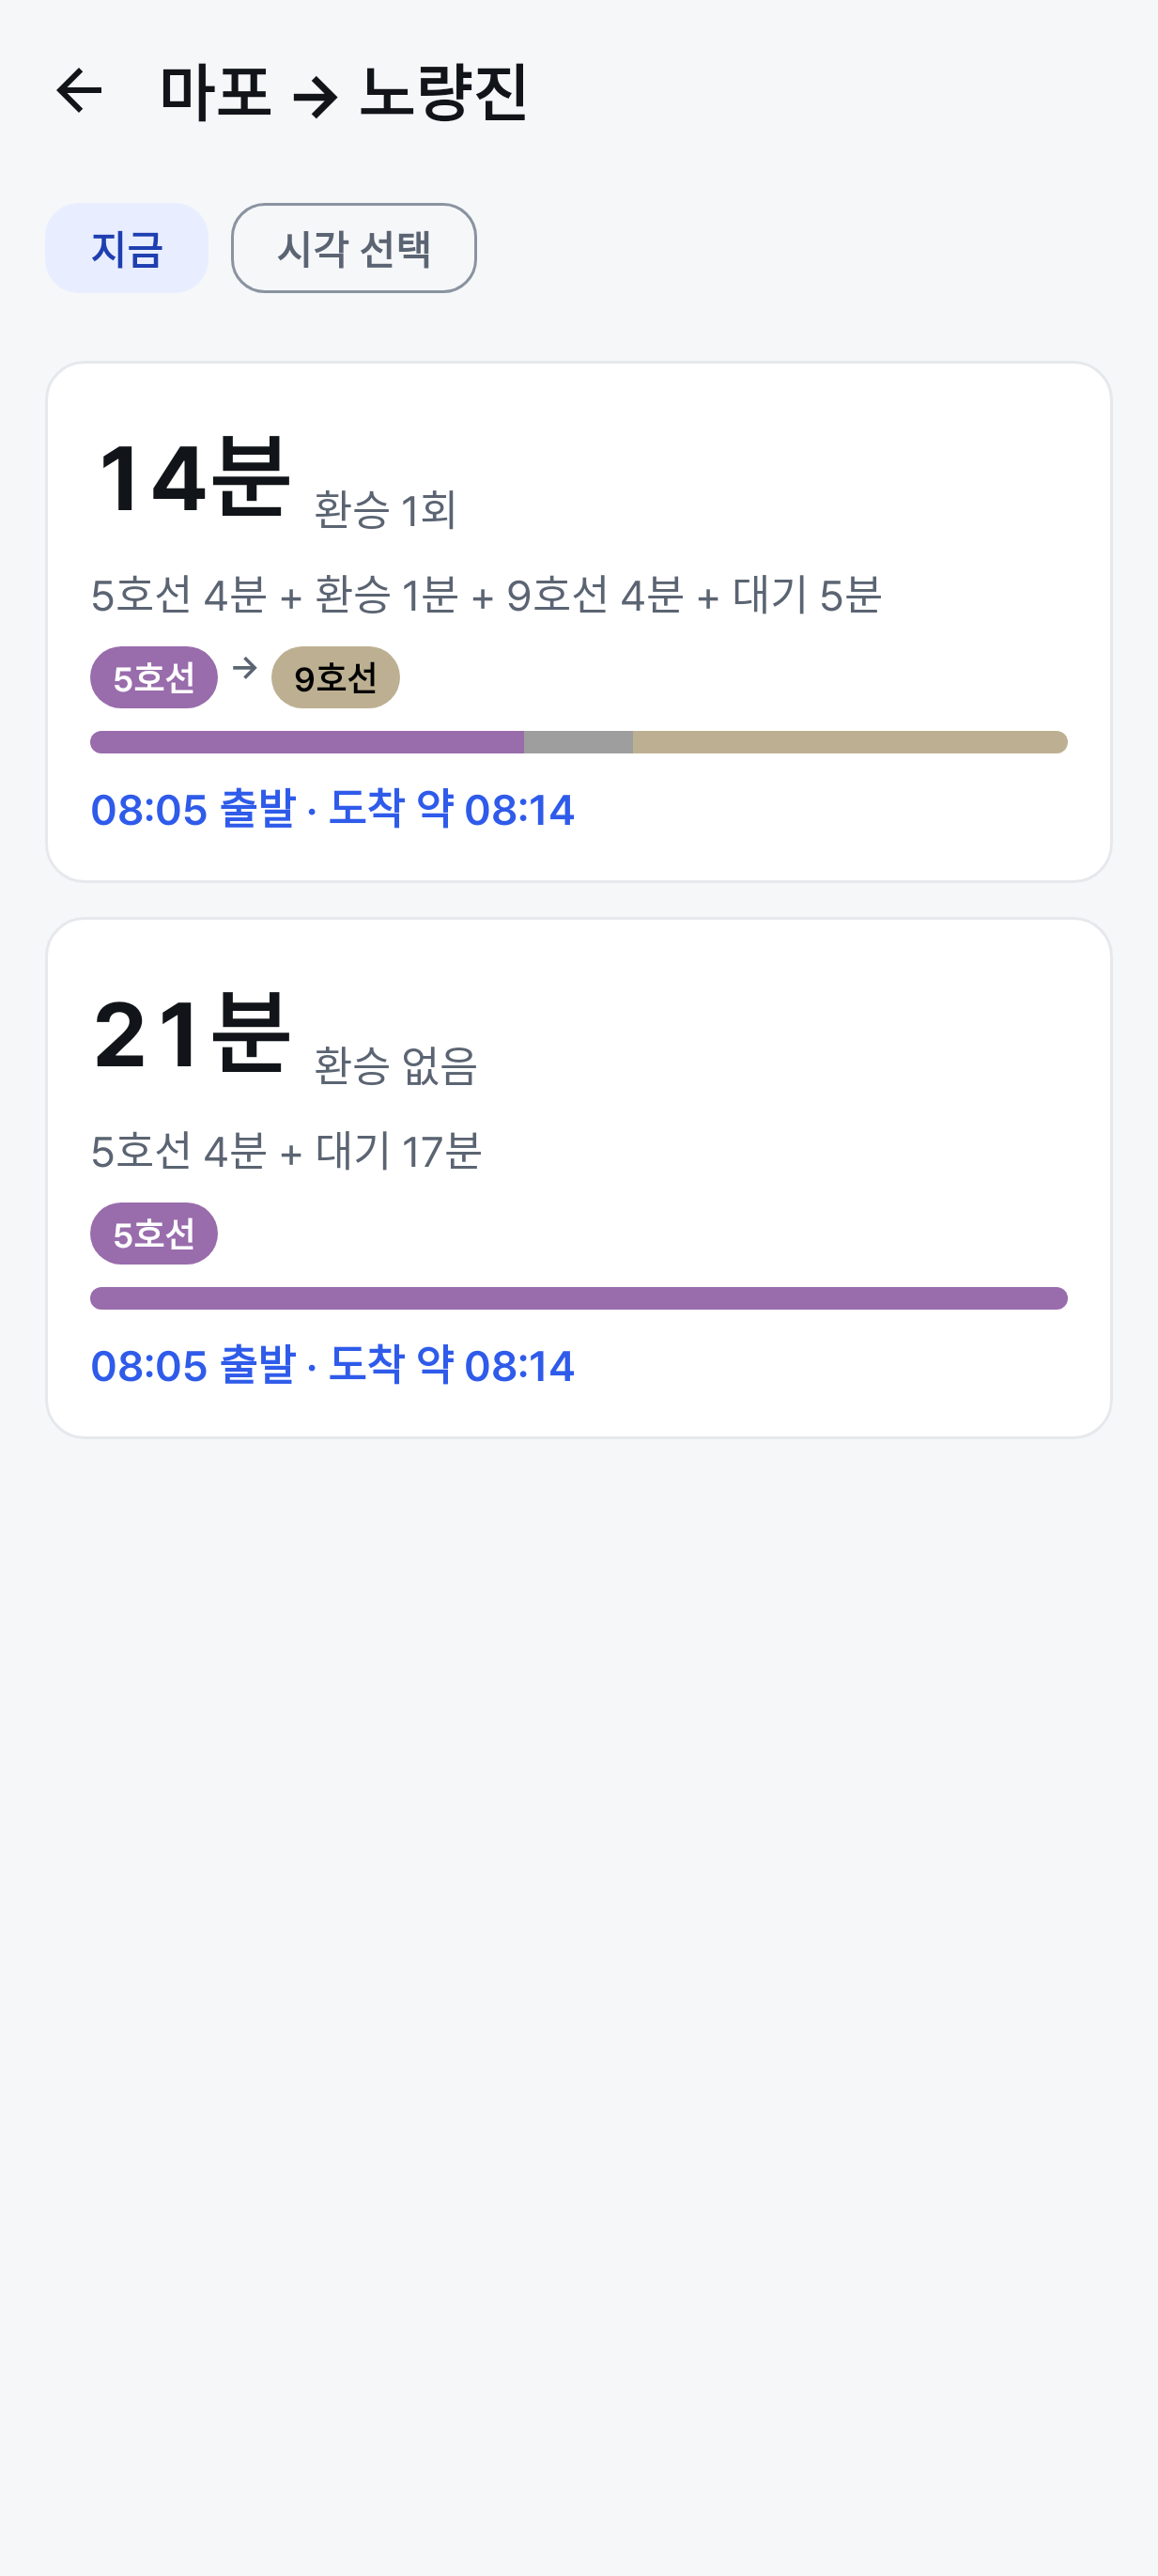 ← 마포 → 노량진
지금 시각 선택
14분 환승 1회
5호선 4분 + 환승 1분 + 9호선 4분 + 대기 5분
5호선 → 9호선
08:05 출발 · 도착 약 08:14
21분 환승 없음
5호선 4분 + 대기 17분
5호선
08:05 출발 · 도착 약 08:14